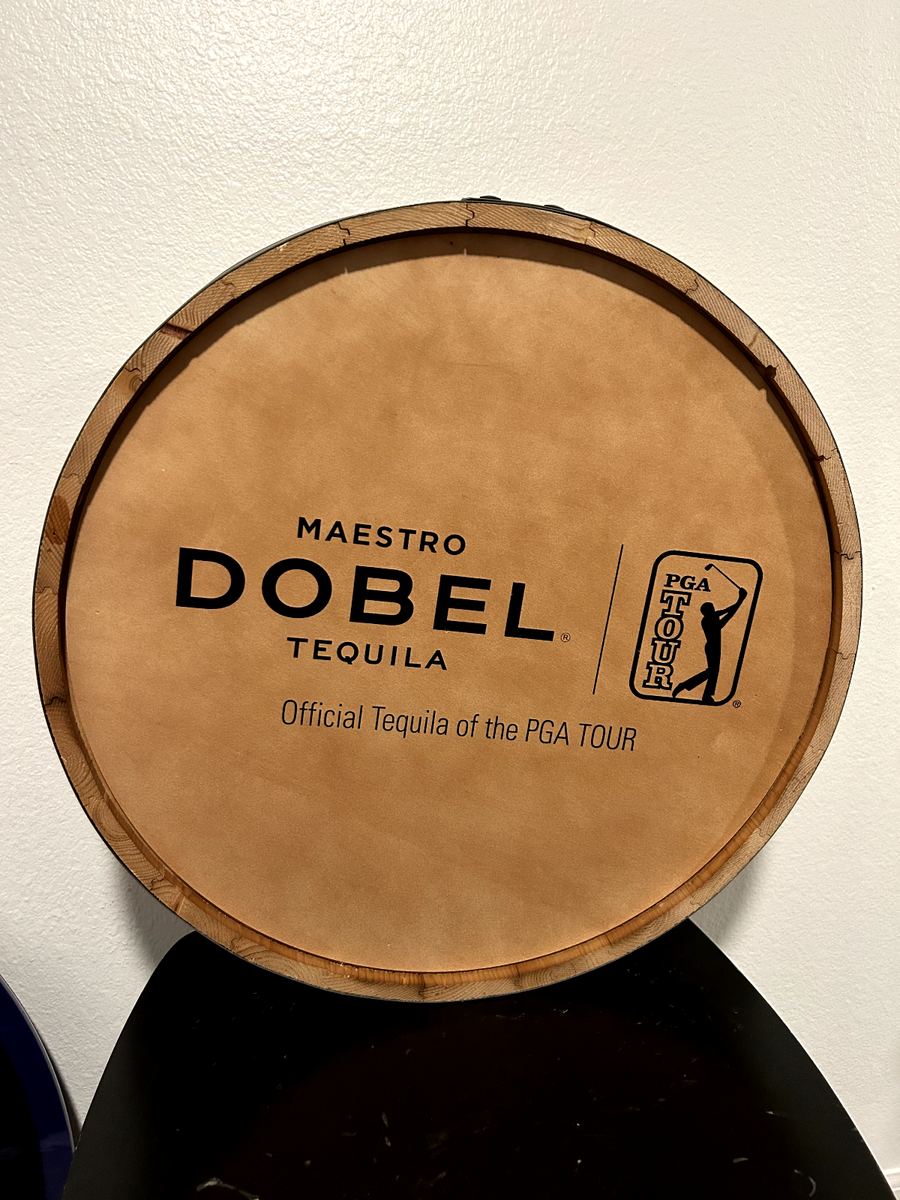 MAESTRO
DOBEL®
TEQUILA
Official Tequila of the PGA TOUR
PGA
TOUR
®